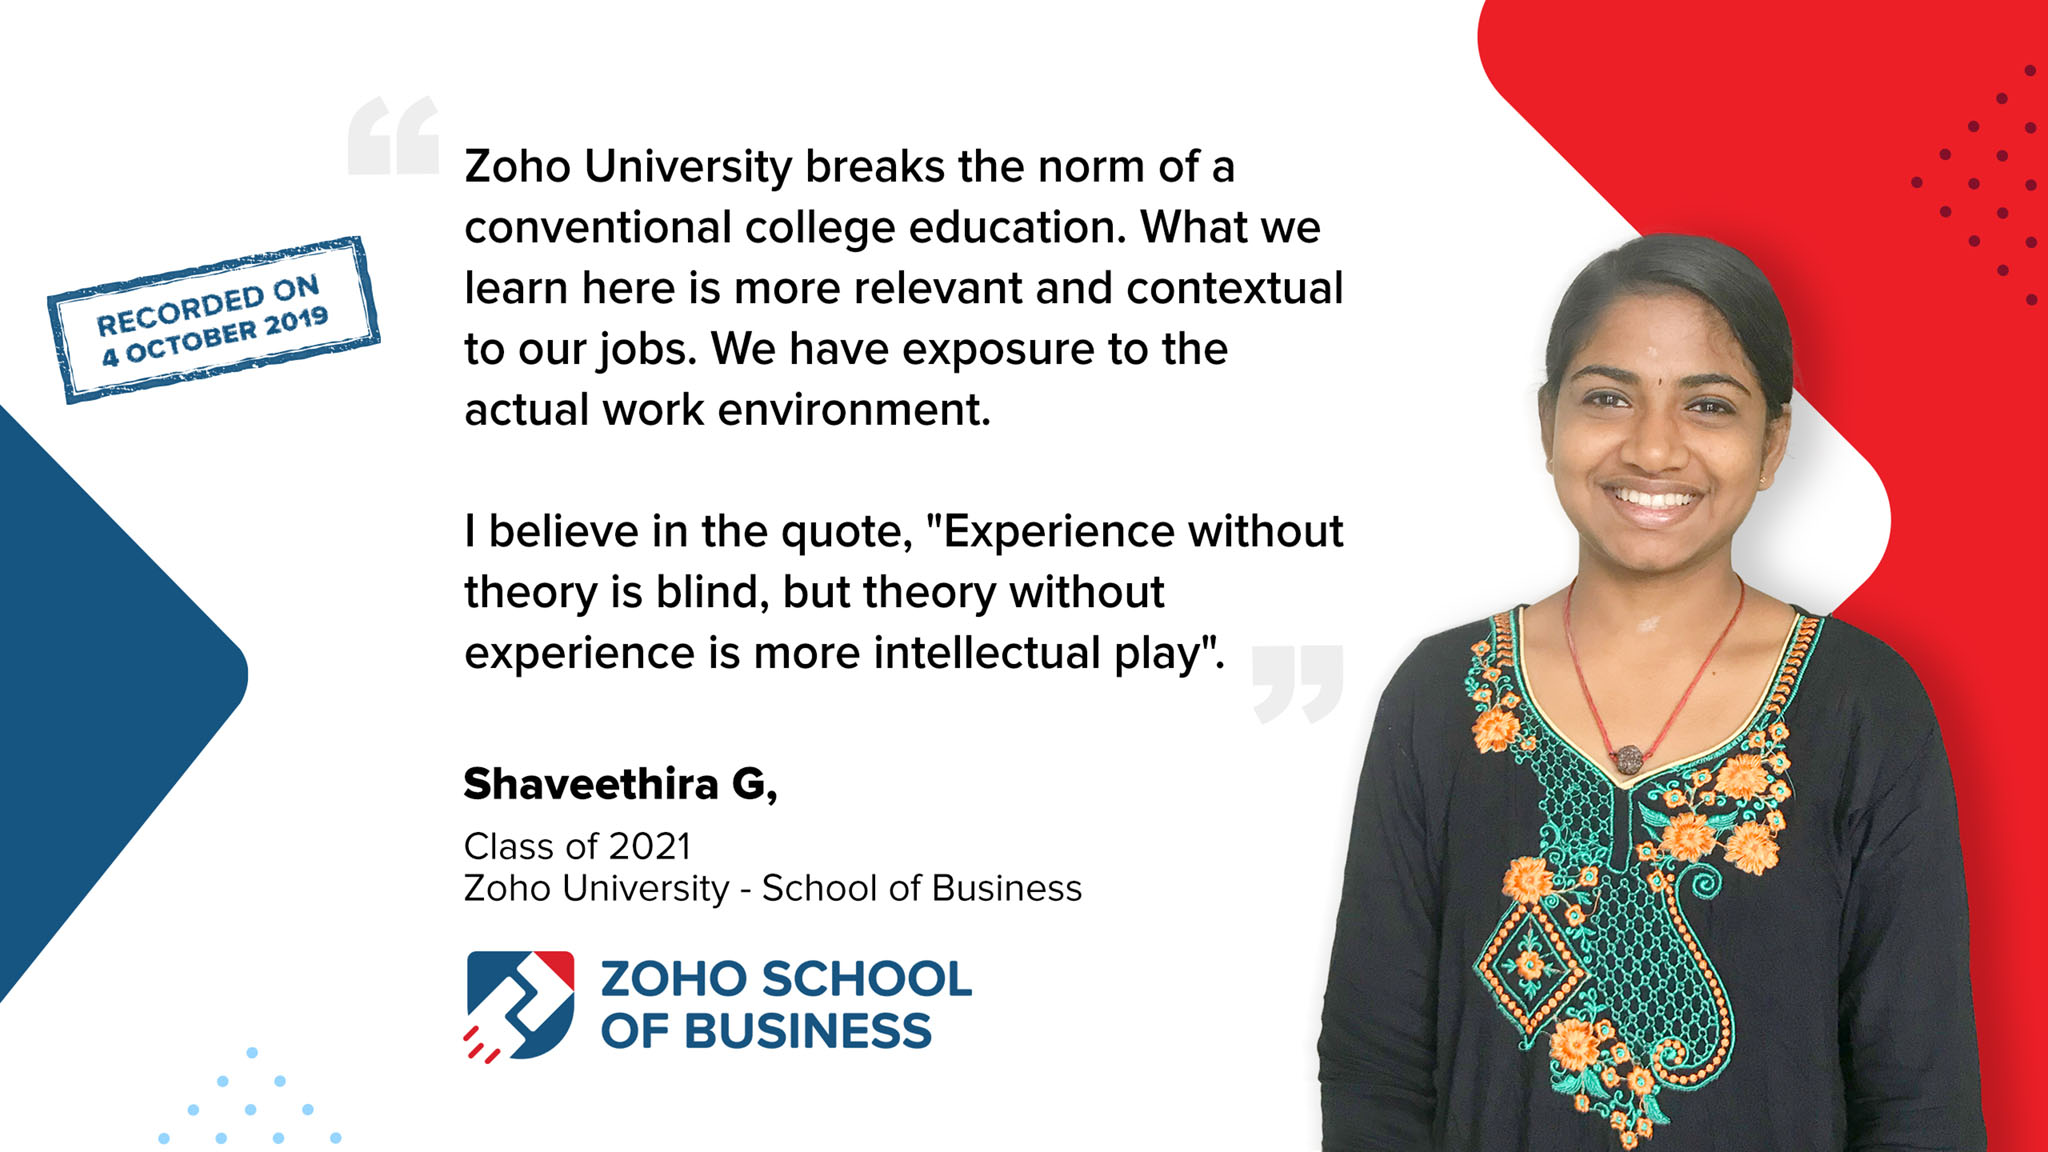 RECORDED ON
4 OCTOBER 2019
Zoho University breaks the norm of a
conventional college education. What we
learn here is more relevant and contextual
to our jobs. We have exposure to the
actual work environment.
I believe in the quote, "Experience without
theory is blind, but theory without
experience is more intellectual play".
Shaveethira G,
Class of 2021
Zoho University - School of Business
ZOHO SCHOOL
OF BUSINESS